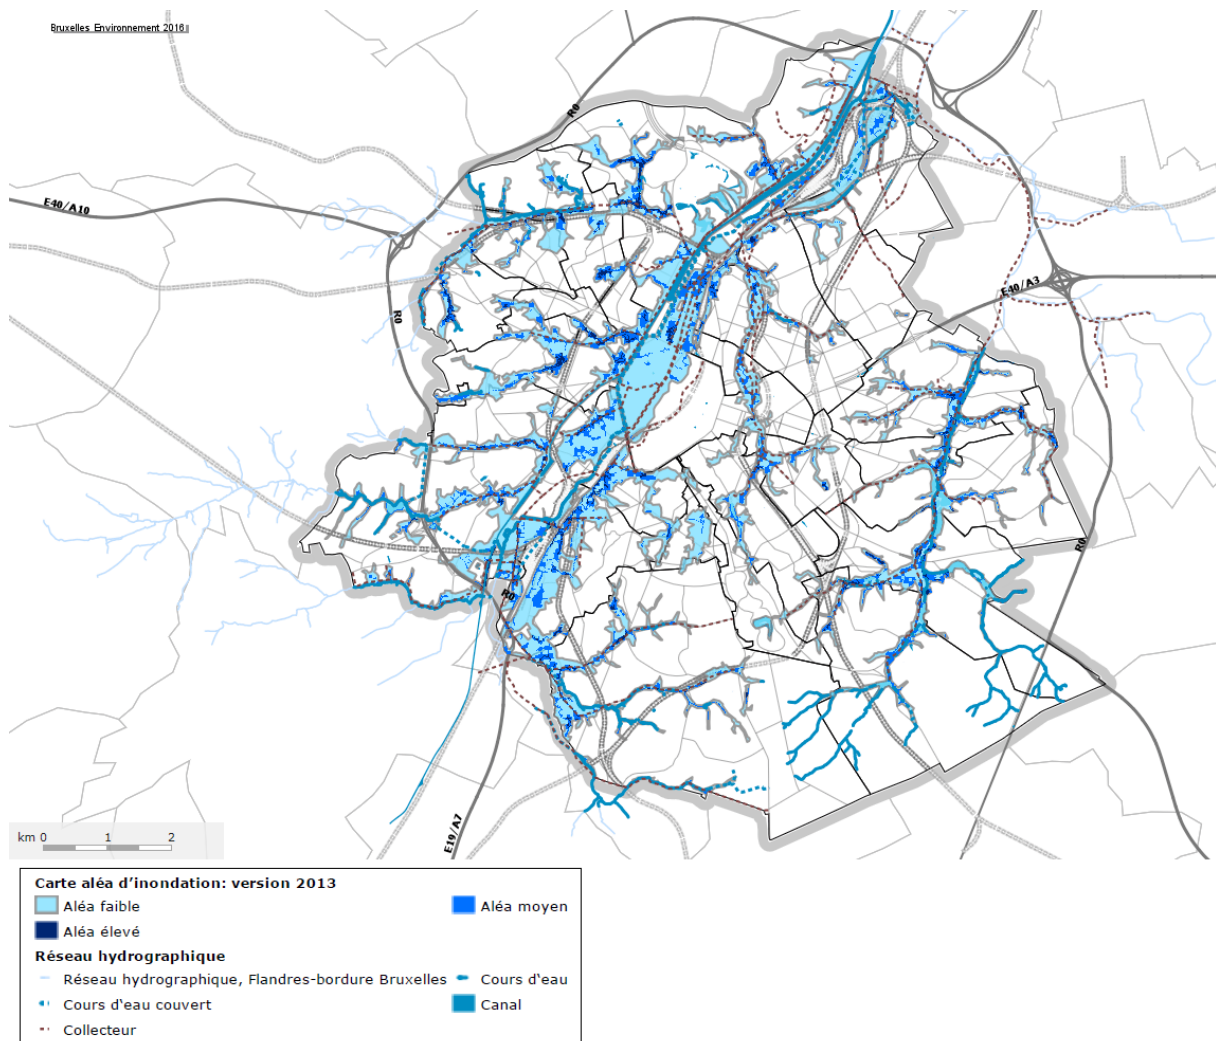 Bruxelles Environnement 2016
R0
E40/A10
E40/A3
R0
R0
R0
E19/A7
km 0 1 2
Carte aléa d'inondation: version 2013
Aléa faible
Aléa moyen
Aléa élevé
Réseau hydrographique
Réseau hydrographique, Flandres-bordure Bruxelles
Cours d'eau
Cours d'eau couvert
Canal
Collecteur